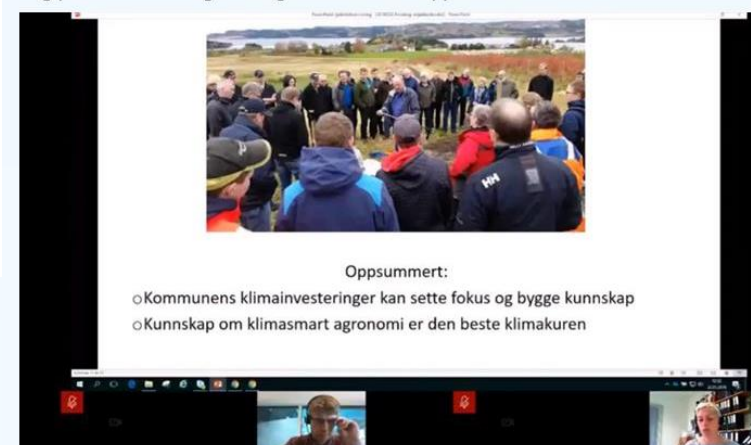 HH
Oppsummert:
oKommunens klimainvesteringer kan sette fokus og bygge kunnskap
oKunnskap om klimasmart agronomi er den beste klimakuren